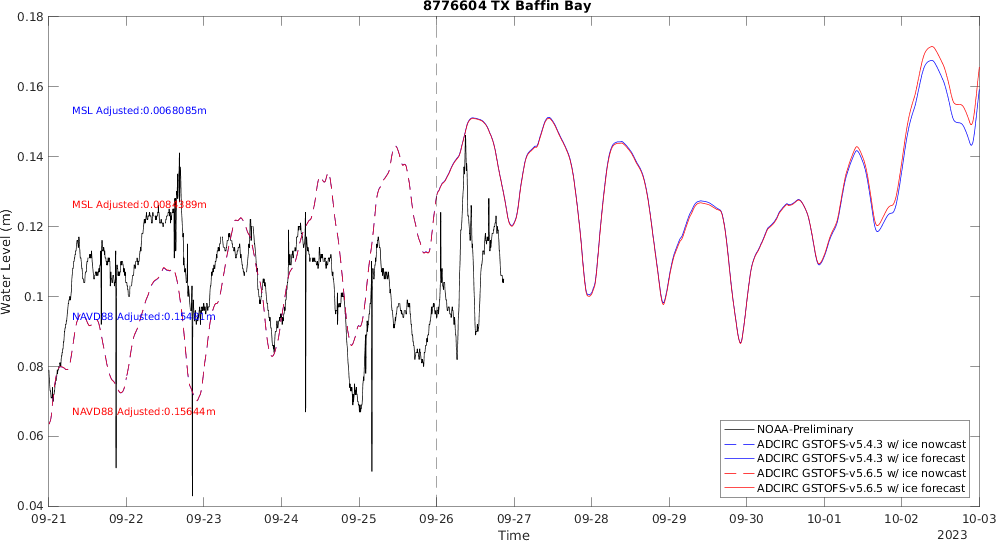 8776604 TX Baffin Bay
0.18
0.16
0.14
0.12
0.1
0.08
0.06
0.04
Water Level (m)
MSL Adjusted:0.0068085m
MSL Adjusted:0.0084389m
NAVD88 Adjusted:0.15481m
NAVD88 Adjusted:0.15644m
NOAA-Preliminary
ADCIRC GSTOFS-v5.4.3 w/ ice nowcast
ADCIRC GSTOFS-v5.4.3 w/ ice forecast
ADCIRC GSTOFS-v5.6.5 w/ ice nowcast
ADCIRC GSTOFS-v5.6.5 w/ ice forecast
09-21 09-22 09-23 09-24 09-25 09-26 09-27 09-28 09-29 09-30 10-01 10-02 10-03
Time
2023